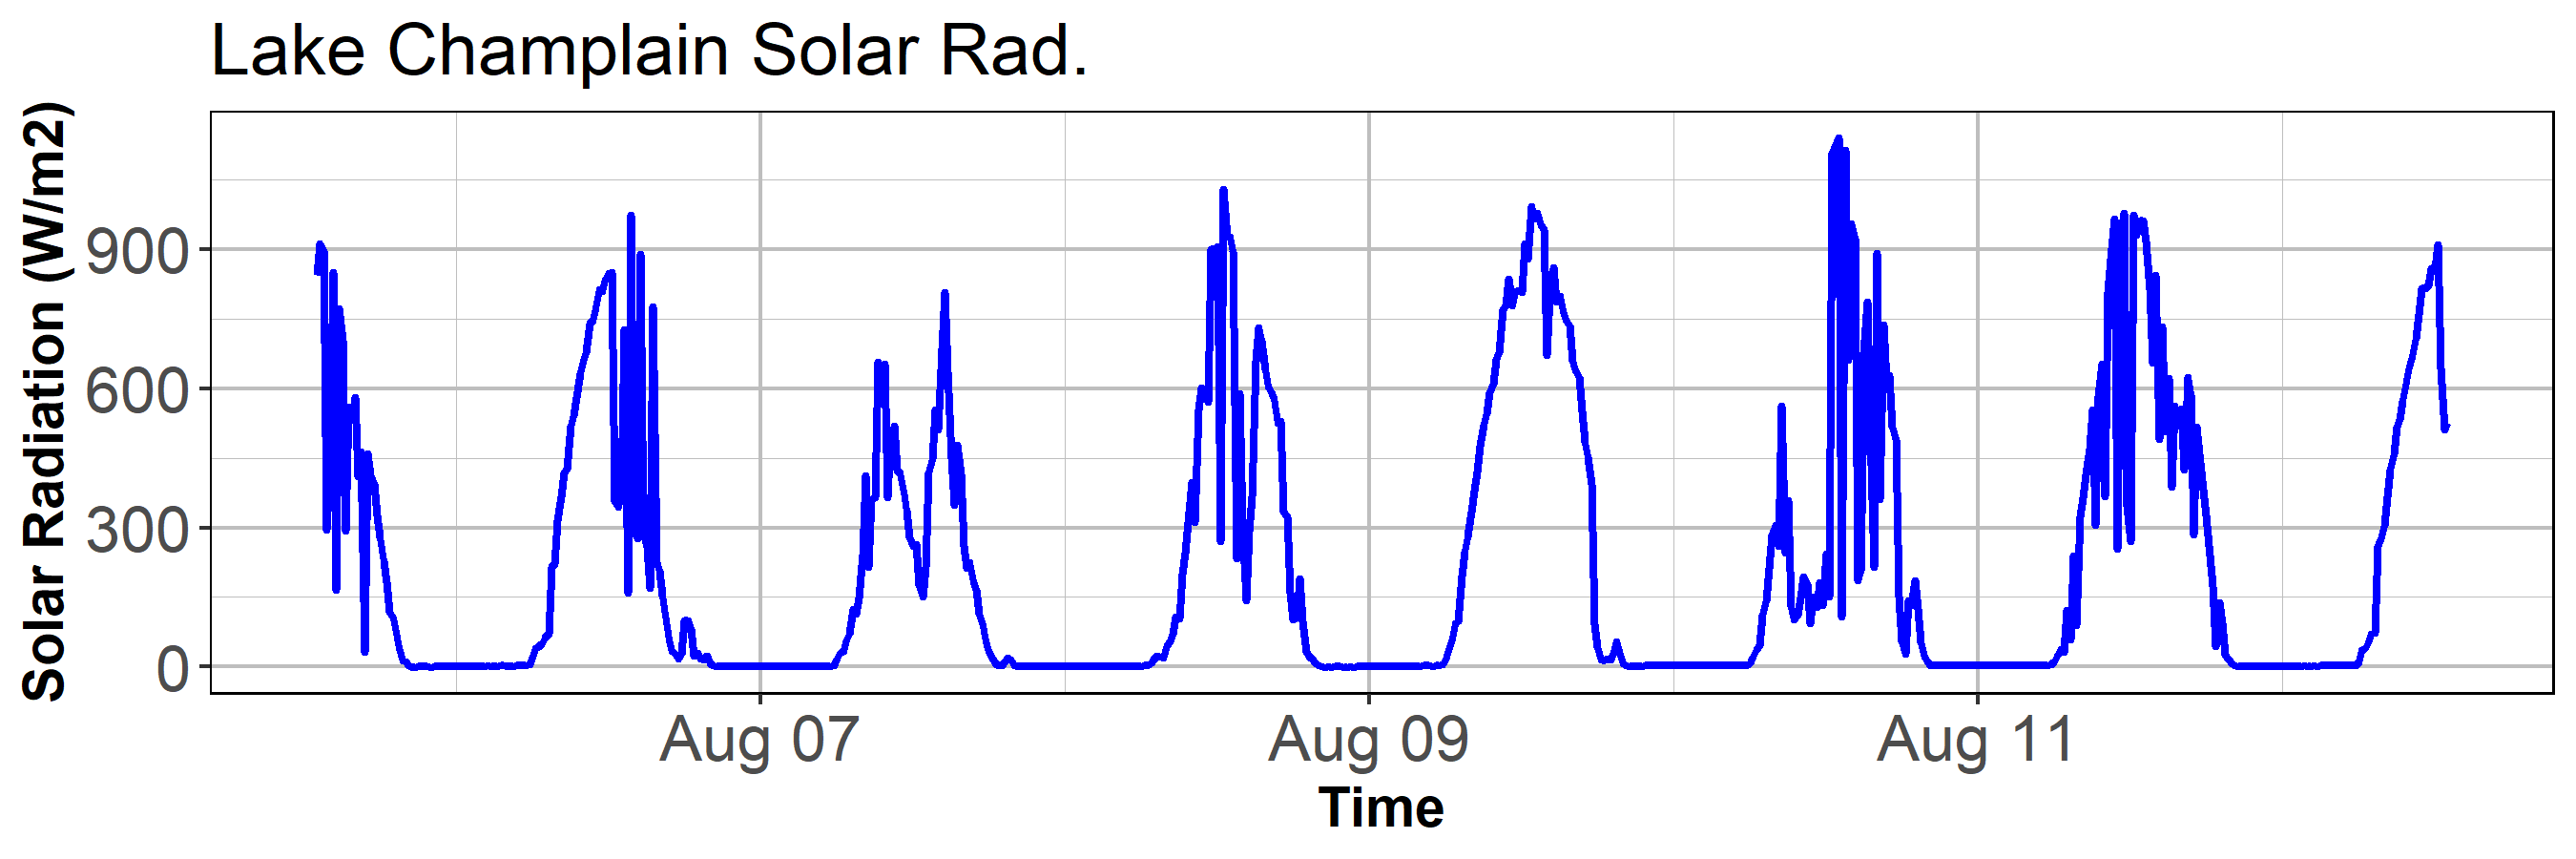 Lake Champlain Solar Rad.
Solar Radiation (W/m2)
900
600
300
0
Aug 07 Aug 09 Aug 11
Time